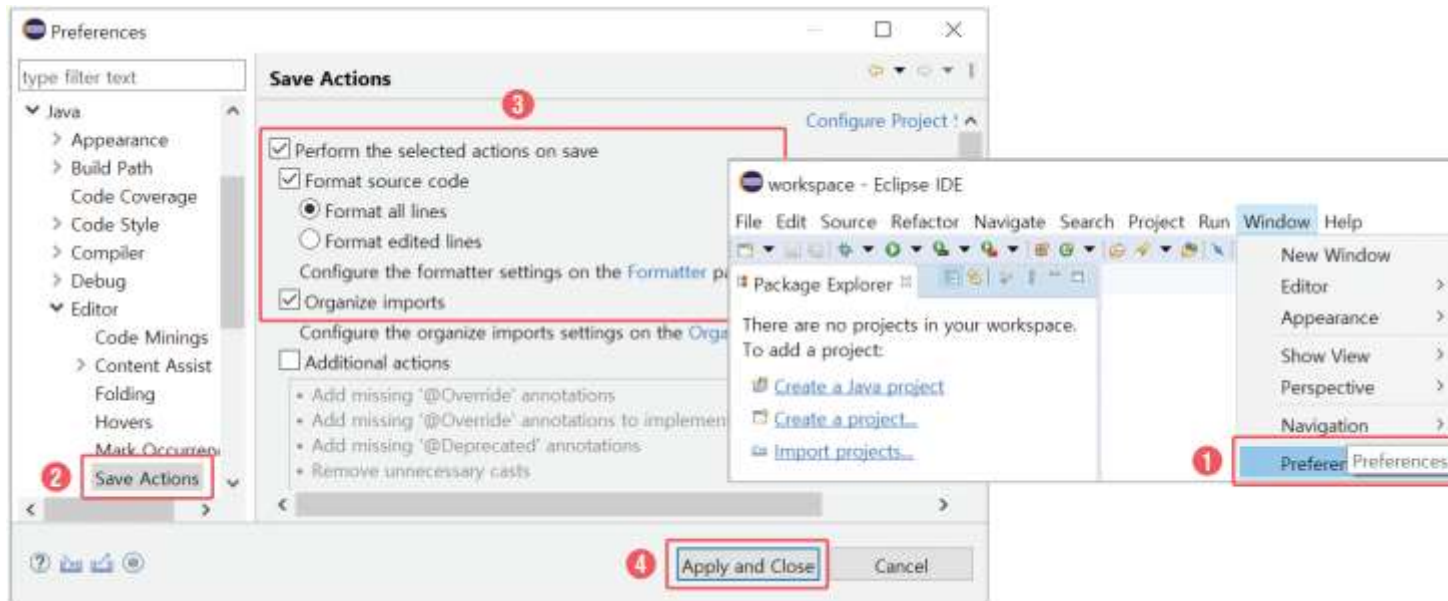 Preferences
type filter text
Java
Appearance
Build Path
Code Coverage
Code Style
Compiler
Debug
Editor
Code Minings
Content Assist
Folding
Hovers
Mark
2
Save Actions
Save Actions
3
Configure Project
Perform the selected actions on save
Format source code
Format all lines
Format edited lines
Configure the formatter settings on the Formatter
Organize imports
Configure the organize imports settings on the
Additional actions
• Add missing '@Override' annotations
• Add missing '@Override' annotations to
• Add missing '@Deprecated' annotations
• Remove unnecessary casts
4
Apply and Close
Cancel
workspace - Eclipse IDE
File Edit Source Refactor Navigate Search Project Run Window Help
Package Explorer
There are no projects in your workspace.
To add a project:
Create a Java project
Create a project...
Import projects...
New Window
Editor
Appearance
Show View
Perspective
Navigation
1
Preferences